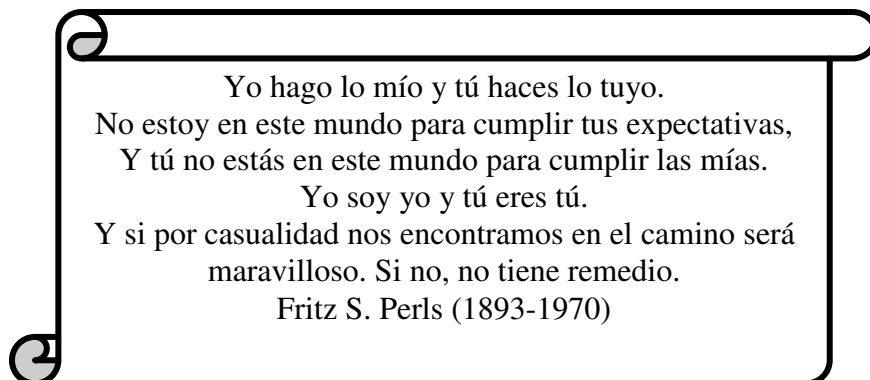 Yo hago lo mío y tú haces lo tuyo.
No estoy en este mundo para cumplir tus expectativas,
Y tú no estás en este mundo para cumplir las mías.
Yo soy yo y tú eres tú.
Y si por casualidad nos encontramos en el camino será
maravilloso. Si no, no tiene remedio.
Fritz S. Perls (1893-1970)